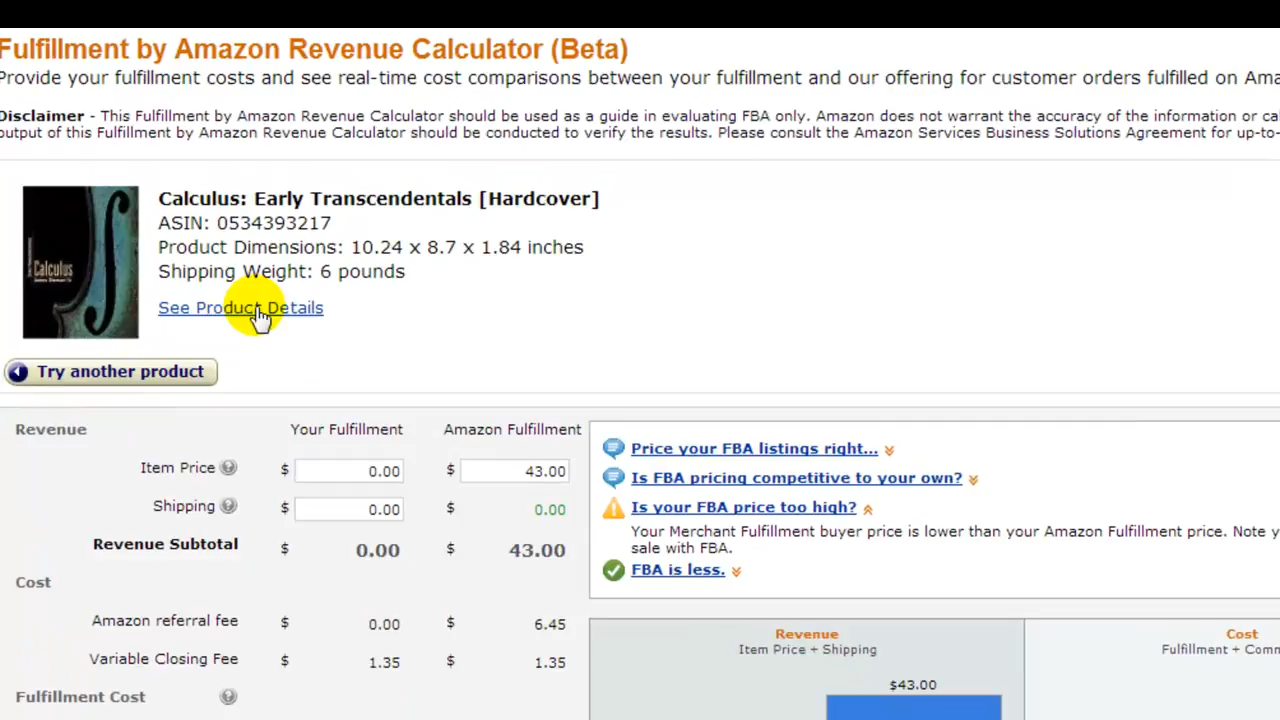 Fulfillment by Amazon Revenue Calculator (Beta)
Provide your fulfillment costs and see real-time cost comparisons between your fulfillment and our offering for customer orders fulfilled on Ama
Disclaimer - This Fulfillment by Amazon Revenue Calculator should be used as a guide in evaluating FBA only. Amazon does not warrant the accuracy of the information or cal
output of this Fulfillment by Amazon Revenue Calculator should be conducted to verify the results. Please consult the Amazon Services Business Solutions Agreement for up-to-
Calculus: Early Transcendentals [Hardcover]
ASIN: 0534393217
Product Dimensions: 10.24 x 8.7 x 1.84 inches
Shipping Weight: 6 pounds
Calculus
See Product Details
Try another product
Revenue Your Fulfillment Amazon Fulfillment
Item Price $ 0.00 $ 43.00
Shipping $ 0.00 $ 0.00
Revenue Subtotal $ 0.00 $ 43.00
Cost
Amazon referral fee $ 0.00 $ 6.45
Variable Closing Fee $ 1.35 $ 1.35
Fulfillment Cost
Price your FBA listings right...
Is FBA pricing competitive to your own?
Is your FBA price too high?
Your Merchant Fulfillment buyer price is lower than your Amazon Fulfillment price. Note y
sale with FBA.
FBA is less.
Revenue
Item Price + Shipping
$43.00
Cost
Fulfillment + Comm